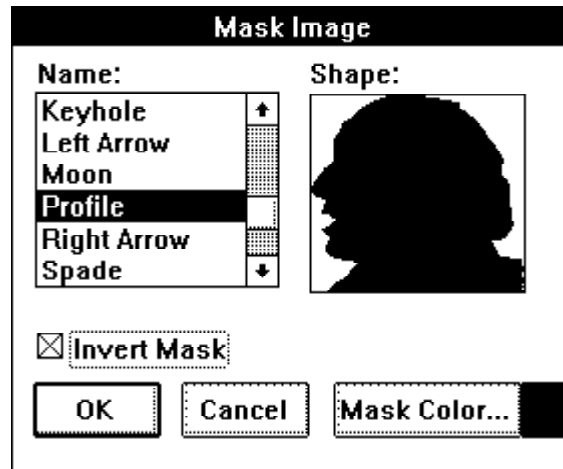 Mask Image
Name:
Shape:
Keyhole
Left Arrow
Moon
Profile
Right Arrow
Spade
Invert Mask
OK
Cancel
Mask Color...